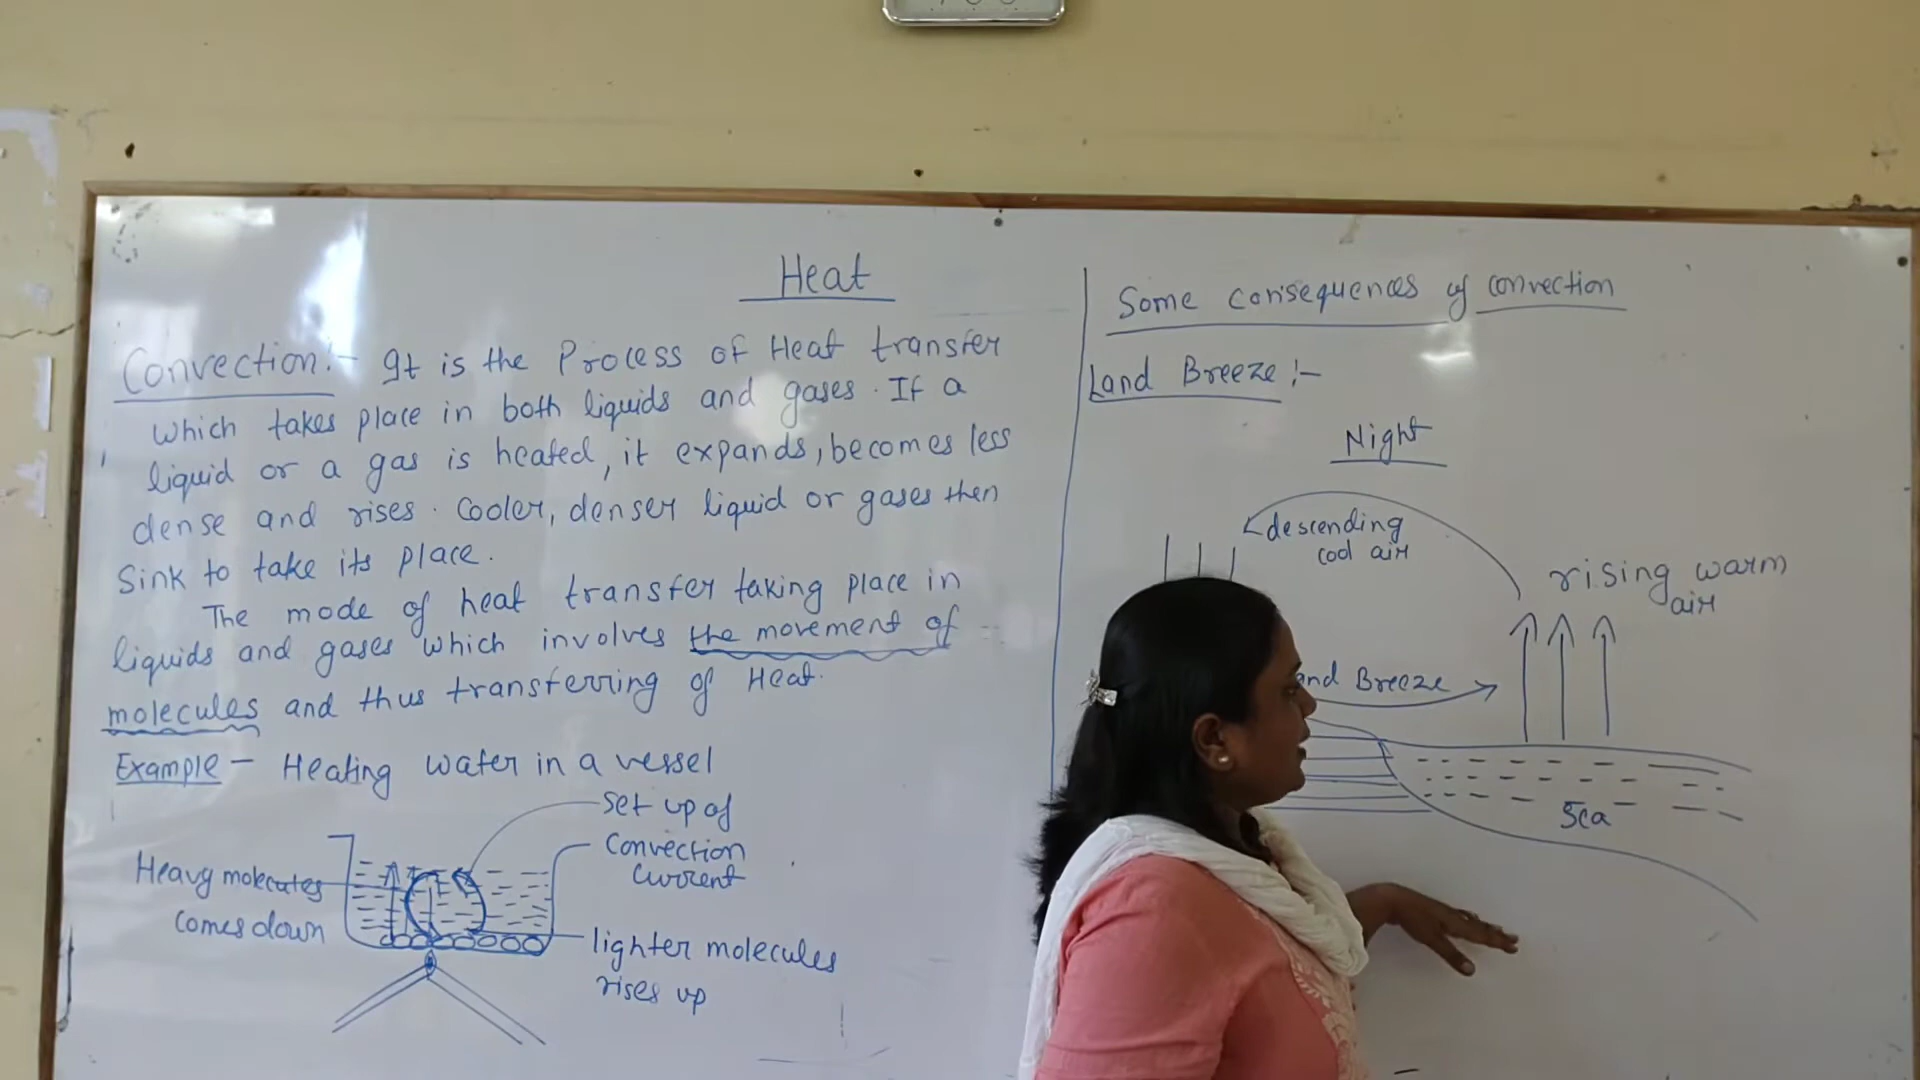 Heat
Convection:- It is the Process of Heat transfer
which takes place in both liquids and gases. If a
liquid or a gas is heated, it expands, becomes less
dense and rises. Cooler, denser liquid or gases then
Sink to take its place.
The mode of heat transfer taking place in
liquids and gases which involves the movement of
molecules and thus transferring of Heat.
Example - Heating water in a vessel
Set up of
Convection
Current
Heavy molecules
comes down
lighter molecules
rises up
Some consequences of convection
Land Breeze:-
Night
descending
cool air
rising warm
air
and Breeze
Sea